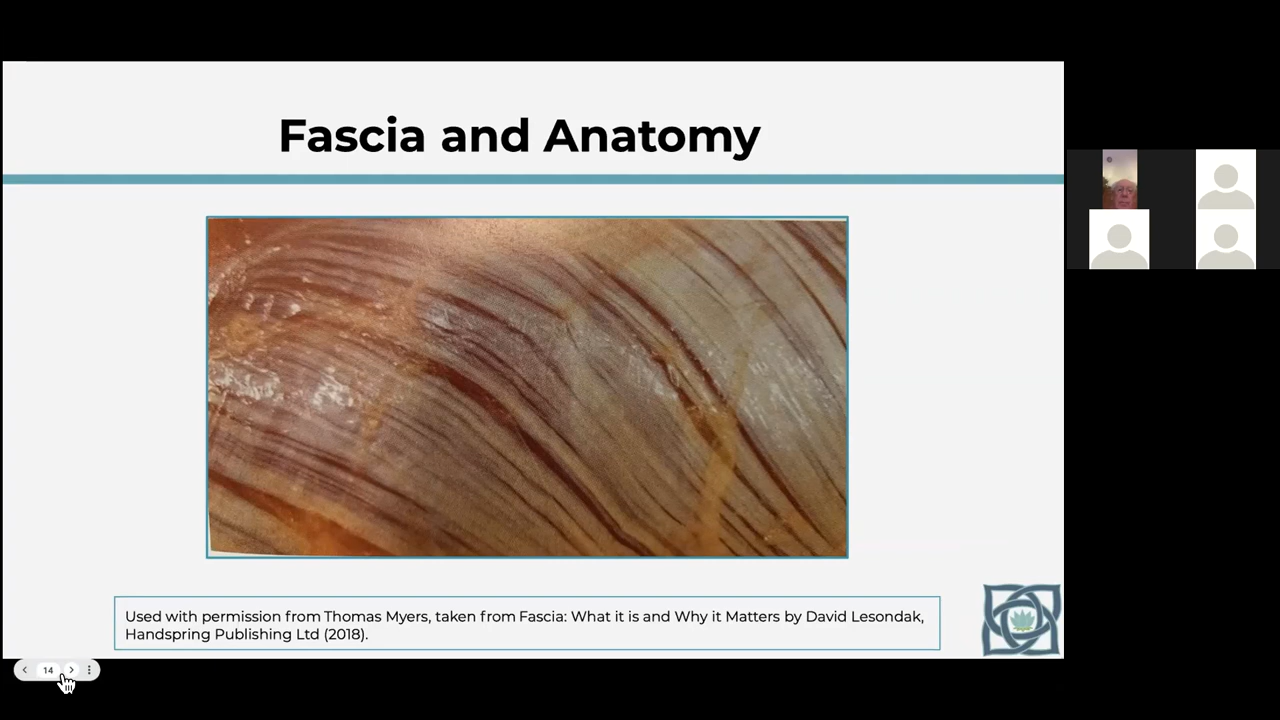 Fascia and Anatomy
Used with permission from Thomas Myers, taken from Fascia: What it is and Why it Matters by David Lesondak,
Handspring Publishing Ltd (2018).
14